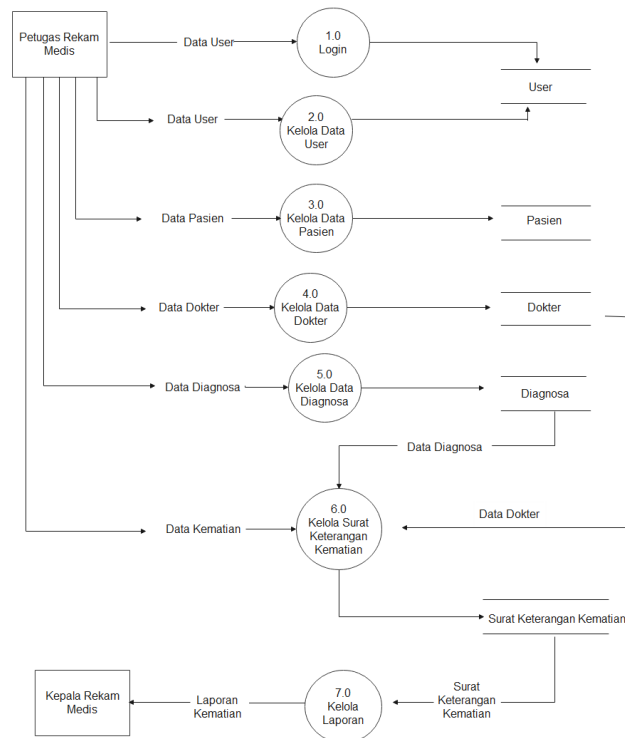 Petugas Rekam
Medis
Data User
1.0
Login
User
Data User
2.0
Kelola Data
User
Data Pasien
3.0
Kelola Data
Pasien
Pasien
Data Dokter
4.0
Kelola Data
Dokter
Dokter
Data Diagnosa
5.0
Kelola Data
Diagnosa
Diagnosa
Data Diagnosa
Data Kematian
6.0
Kelola Surat
Keterangan
Kematian
Data Dokter
Surat Keterangan Kematian
Kepala Rekam
Medis
Laporan
Kematian
7.0
Kelola
Laporan
Surat
Keterangan
Kematian